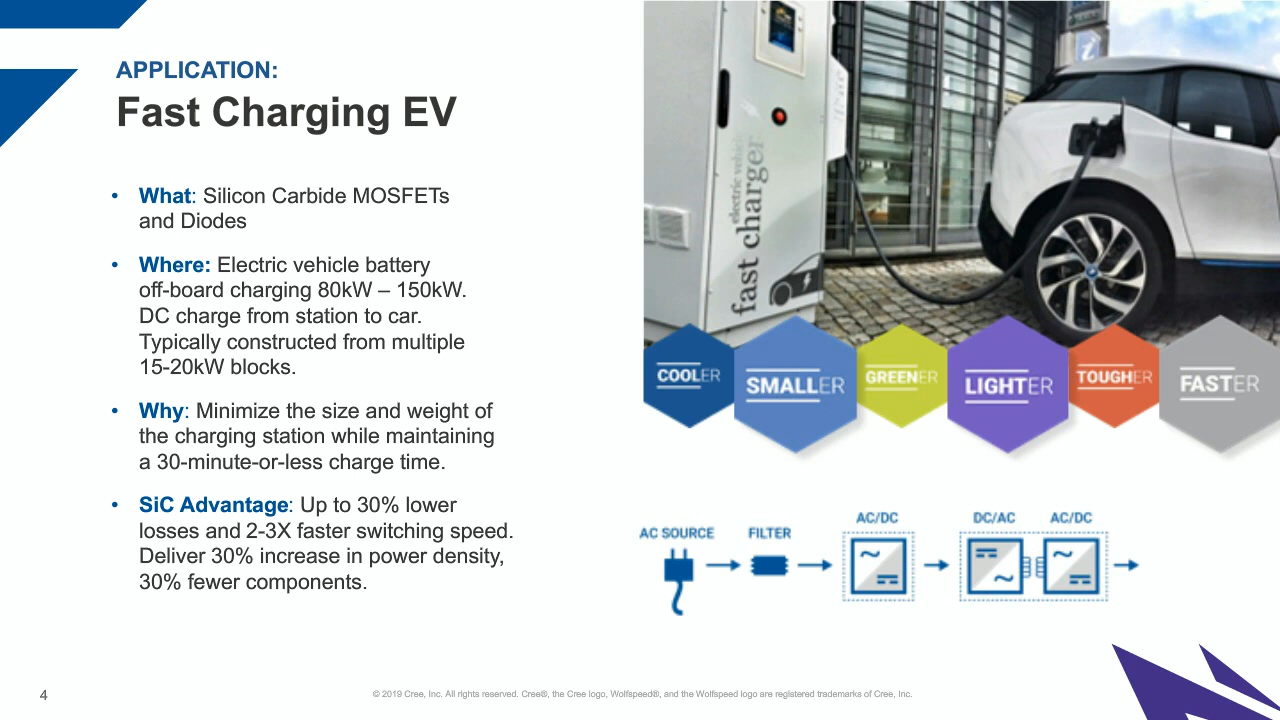 APPLICATION:
Fast Charging EV
• What: Silicon Carbide MOSFETs
and Diodes
• Where: Electric vehicle battery
off-board charging 80kW – 150kW.
DC charge from station to car.
Typically constructed from multiple
15-20kW blocks.
• Why: Minimize the size and weight of
the charging station while maintaining
a 30-minute-or-less charge time.
• SiC Advantage: Up to 30% lower
losses and 2-3X faster switching speed.
Deliver 30% increase in power density,
30% fewer components.
electric vehicle
fast charger
i
COOLER
SMALLER
GREENER
LIGHTER
TOUGHER
FASTER
AC SOURCE
FILTER
AC/DC
DC/AC
AC/DC
4
© 2019 Cree, Inc. All rights reserved. Cree®, the Cree logo, Wolfspeed®, and the Wolfspeed logo are registered trademarks of Cree, Inc.